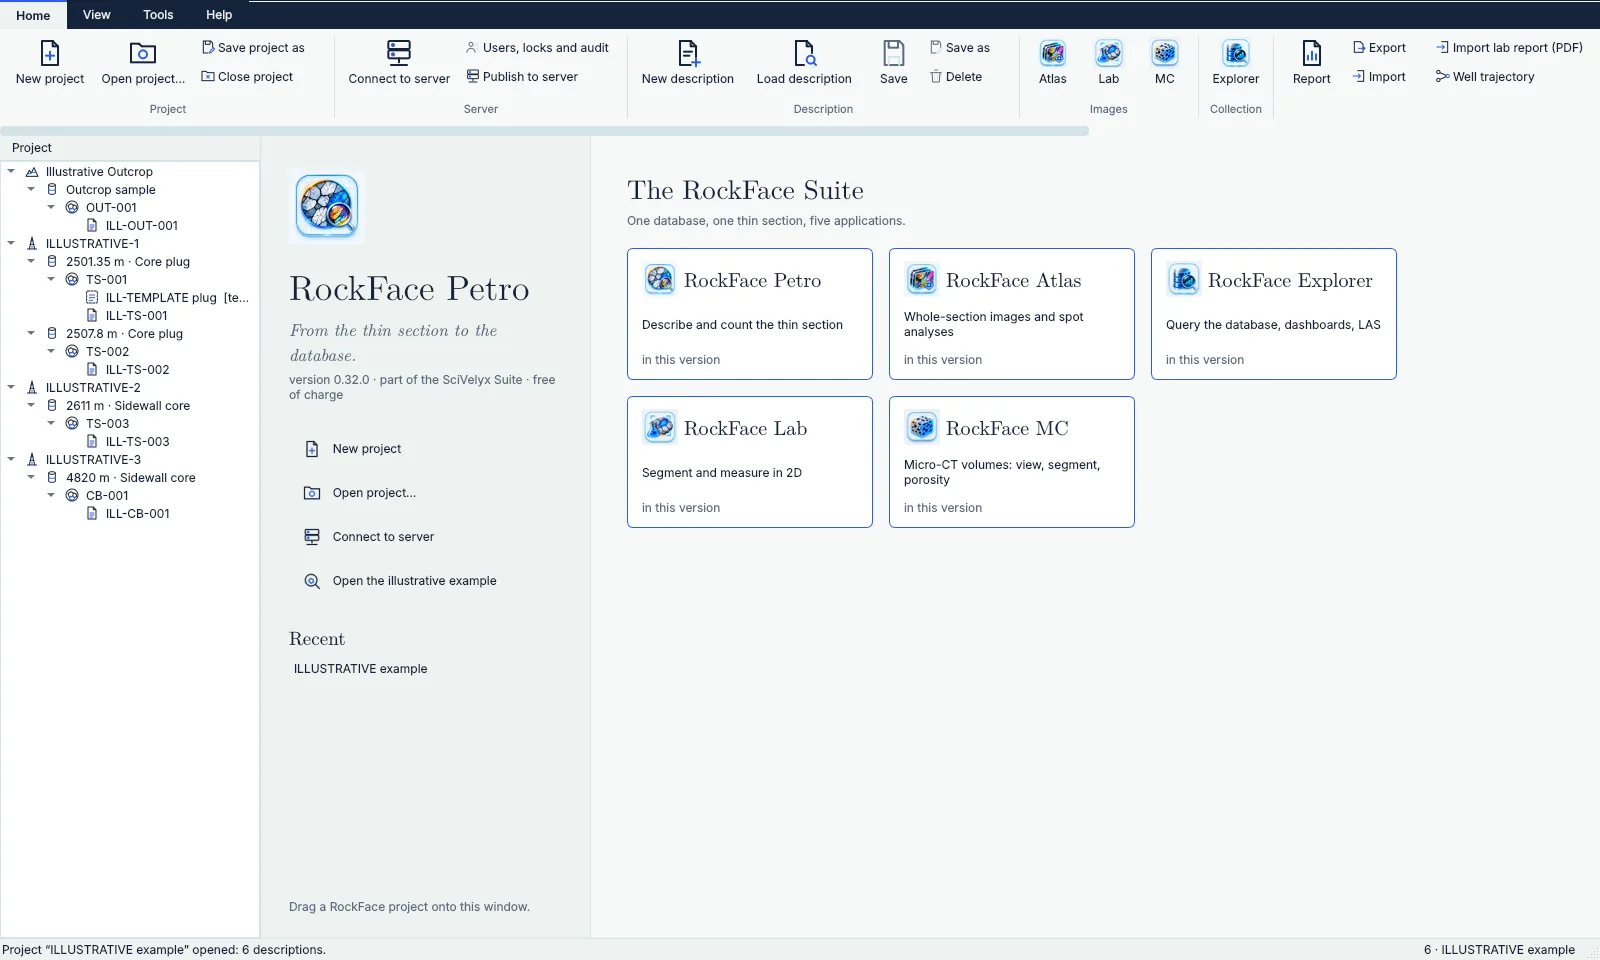 Home View Tools Help
New project
Open project...
Save project as
Close project
Project
Connect to server
Users, locks and audit
Publish to server
Server
New description
Load description
Save
Save as
Delete
Description
Atlas
Lab
MC
Images
Explorer
Collection
Report
Export
Import
Import lab report (PDF)
Well trajectory
Project
Illustrative Outcrop
Outcrop sample
OUT-001
ILL-OUT-001
ILLUSTRATIVE-1
2501.35 m · Core plug
TS-001
ILL-TEMPLATE plug [te...
ILL-TS-001
2507.8 m · Core plug
TS-002
ILL-TS-002
ILLUSTRATIVE-2
2611 m · Sidewall core
TS-003
ILL-TS-003
ILLUSTRATIVE-3
4820 m · Sidewall core
CB-001
ILL-CB-001
RockFace Petro
From the thin section to the
database.
version 0.32.0 · part of the SciVelyx Suite · free
of charge
New project
Open project...
Connect to server
Open the illustrative example
Recent
ILLUSTRATIVE example
Drag a RockFace project onto this window.
The RockFace Suite
One database, one thin section, five applications.
RockFace Petro
Describe and count the thin section
in this version
RockFace Atlas
Whole-section images and spot
analyses
in this version
RockFace Explorer
Query the database, dashboards, LAS
in this version
RockFace Lab
Segment and measure in 2D
in this version
RockFace MC
Micro-CT volumes: view, segment,
porosity
in this version
Project “ILLUSTRATIVE example” opened: 6 descriptions.
6 · ILLUSTRATIVE example